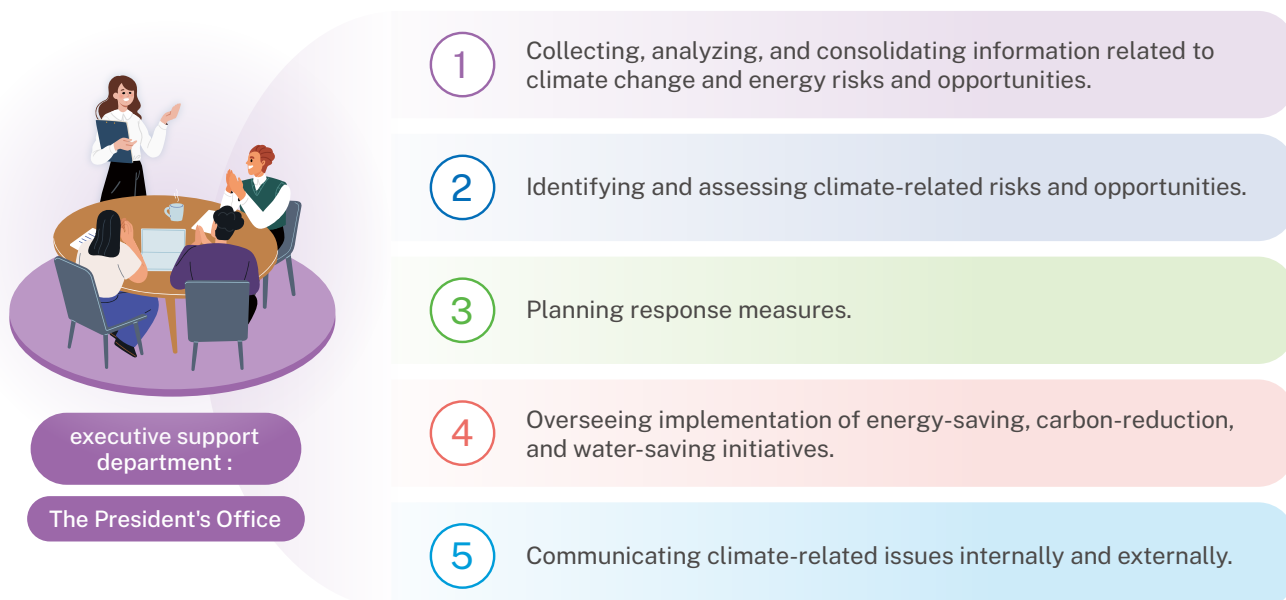 1
Collecting, analyzing, and consolidating information related to
climate change and energy risks and opportunities.
2
Identifying and assessing climate-related risks and opportunities.
3
Planning response measures.
4
Overseeing implementation of energy-saving, carbon-reduction,
and water-saving initiatives.
5
Communicating climate-related issues internally and externally.
executive support
department :
The President's Office